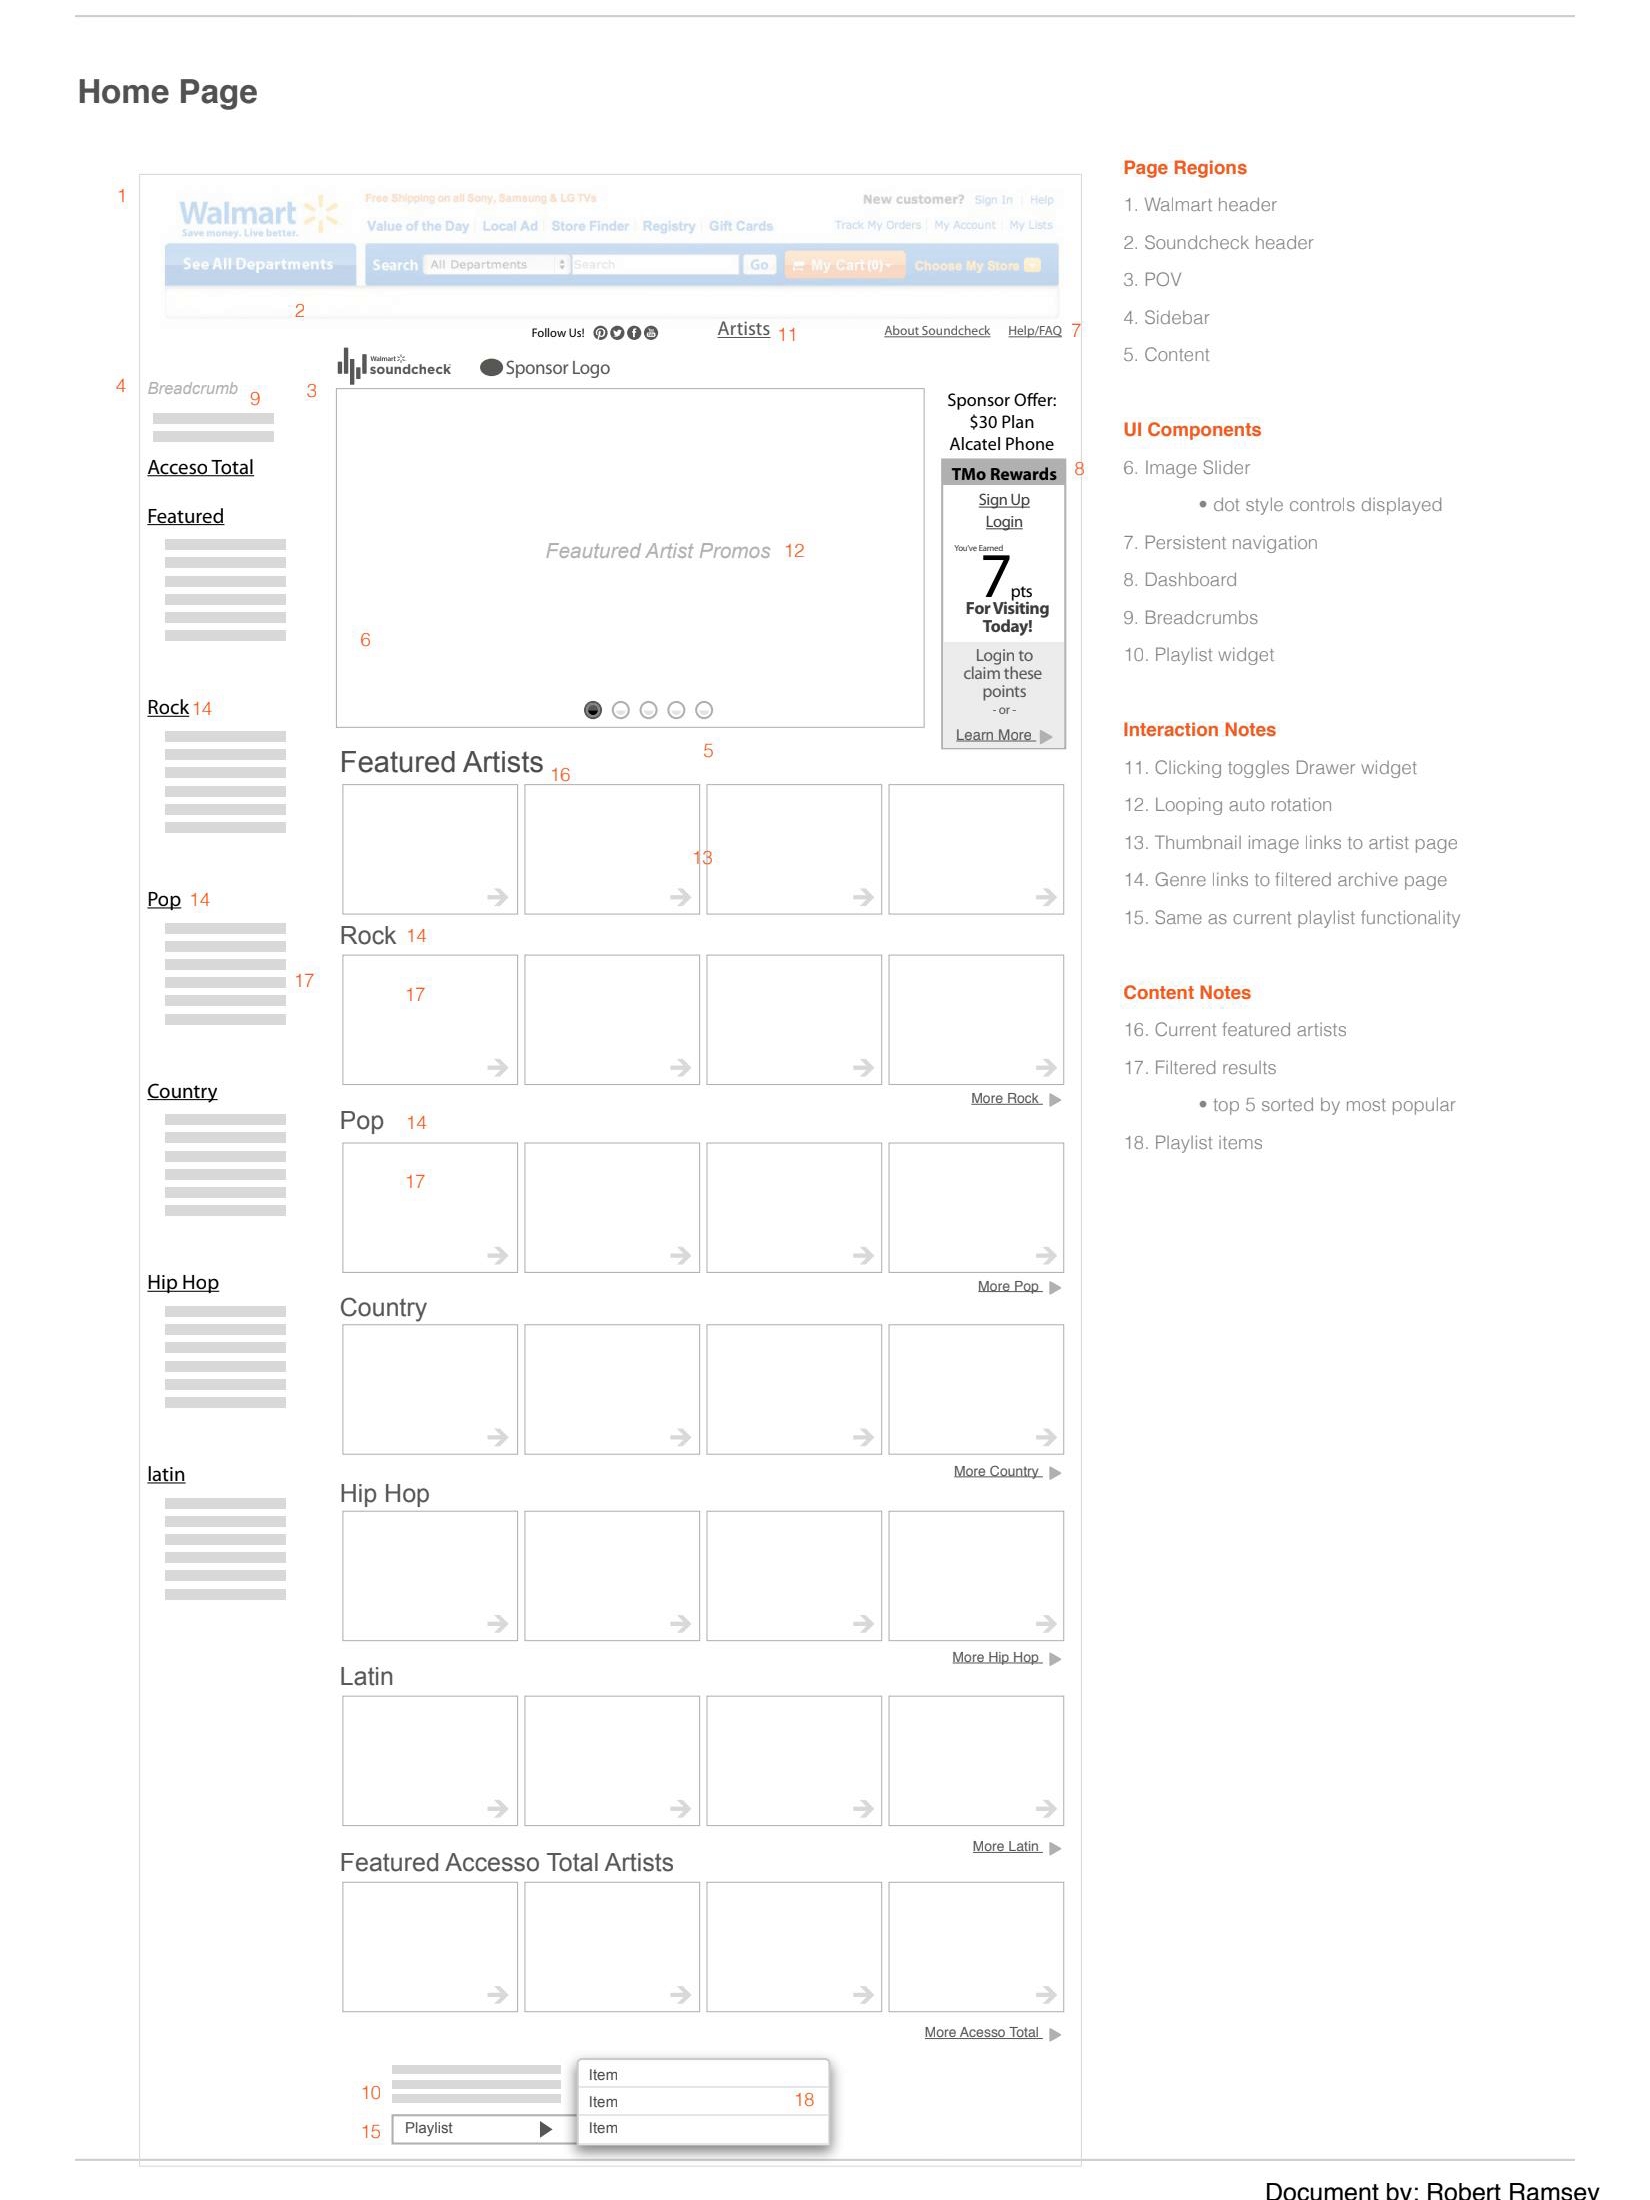 Home Page
1
Walmart
Save money. Live better.
Free Shipping on all Sony, Samsung & LG TVs
New customer? Sign In | Help
Value of the Day | Local Ad | Store Finder | Registry | Gift Cards
Track My Orders | My Account | My Lists
See All Departments
Search All Departments Search Go My Cart (0) Choose My Store
2
Follow Us!
Artists 11
About Soundcheck Help/FAQ 7
Walmart
soundcheck
Sponsor Logo
4 Breadcrumb 9
3
Acceso Total
Featured
Rock 14
Pop 14
17
Country
Hip Hop
latin
Feautured Artist Promos 12
6
Sponsor Offer:
$30 Plan
Alcatel Phone
TMo Rewards 8
Sign Up
Login
You've Earned
7 pts
For Visiting
Today!
Login to
claim these
points
- or -
Learn More
5
Featured Artists 16
13
Rock 14
17
More Rock
Pop 14
17
More Pop
Country
More Country
Hip Hop
More Hip Hop
Latin
More Latin
Featured Accesso Total Artists
More Acesso Total
10
15 Playlist
Item
Item 18
Item
Page Regions
1. Walmart header
2. Soundcheck header
3. POV
4. Sidebar
5. Content
UI Components
6. Image Slider
• dot style controls displayed
7. Persistent navigation
8. Dashboard
9. Breadcrumbs
10. Playlist widget
Interaction Notes
11. Clicking toggles Drawer widget
12. Looping auto rotation
13. Thumbnail image links to artist page
14. Genre links to filtered archive page
15. Same as current playlist functionality
Content Notes
16. Current featured artists
17. Filtered results
• top 5 sorted by most popular
18. Playlist items
Document by: Robert Ramsey